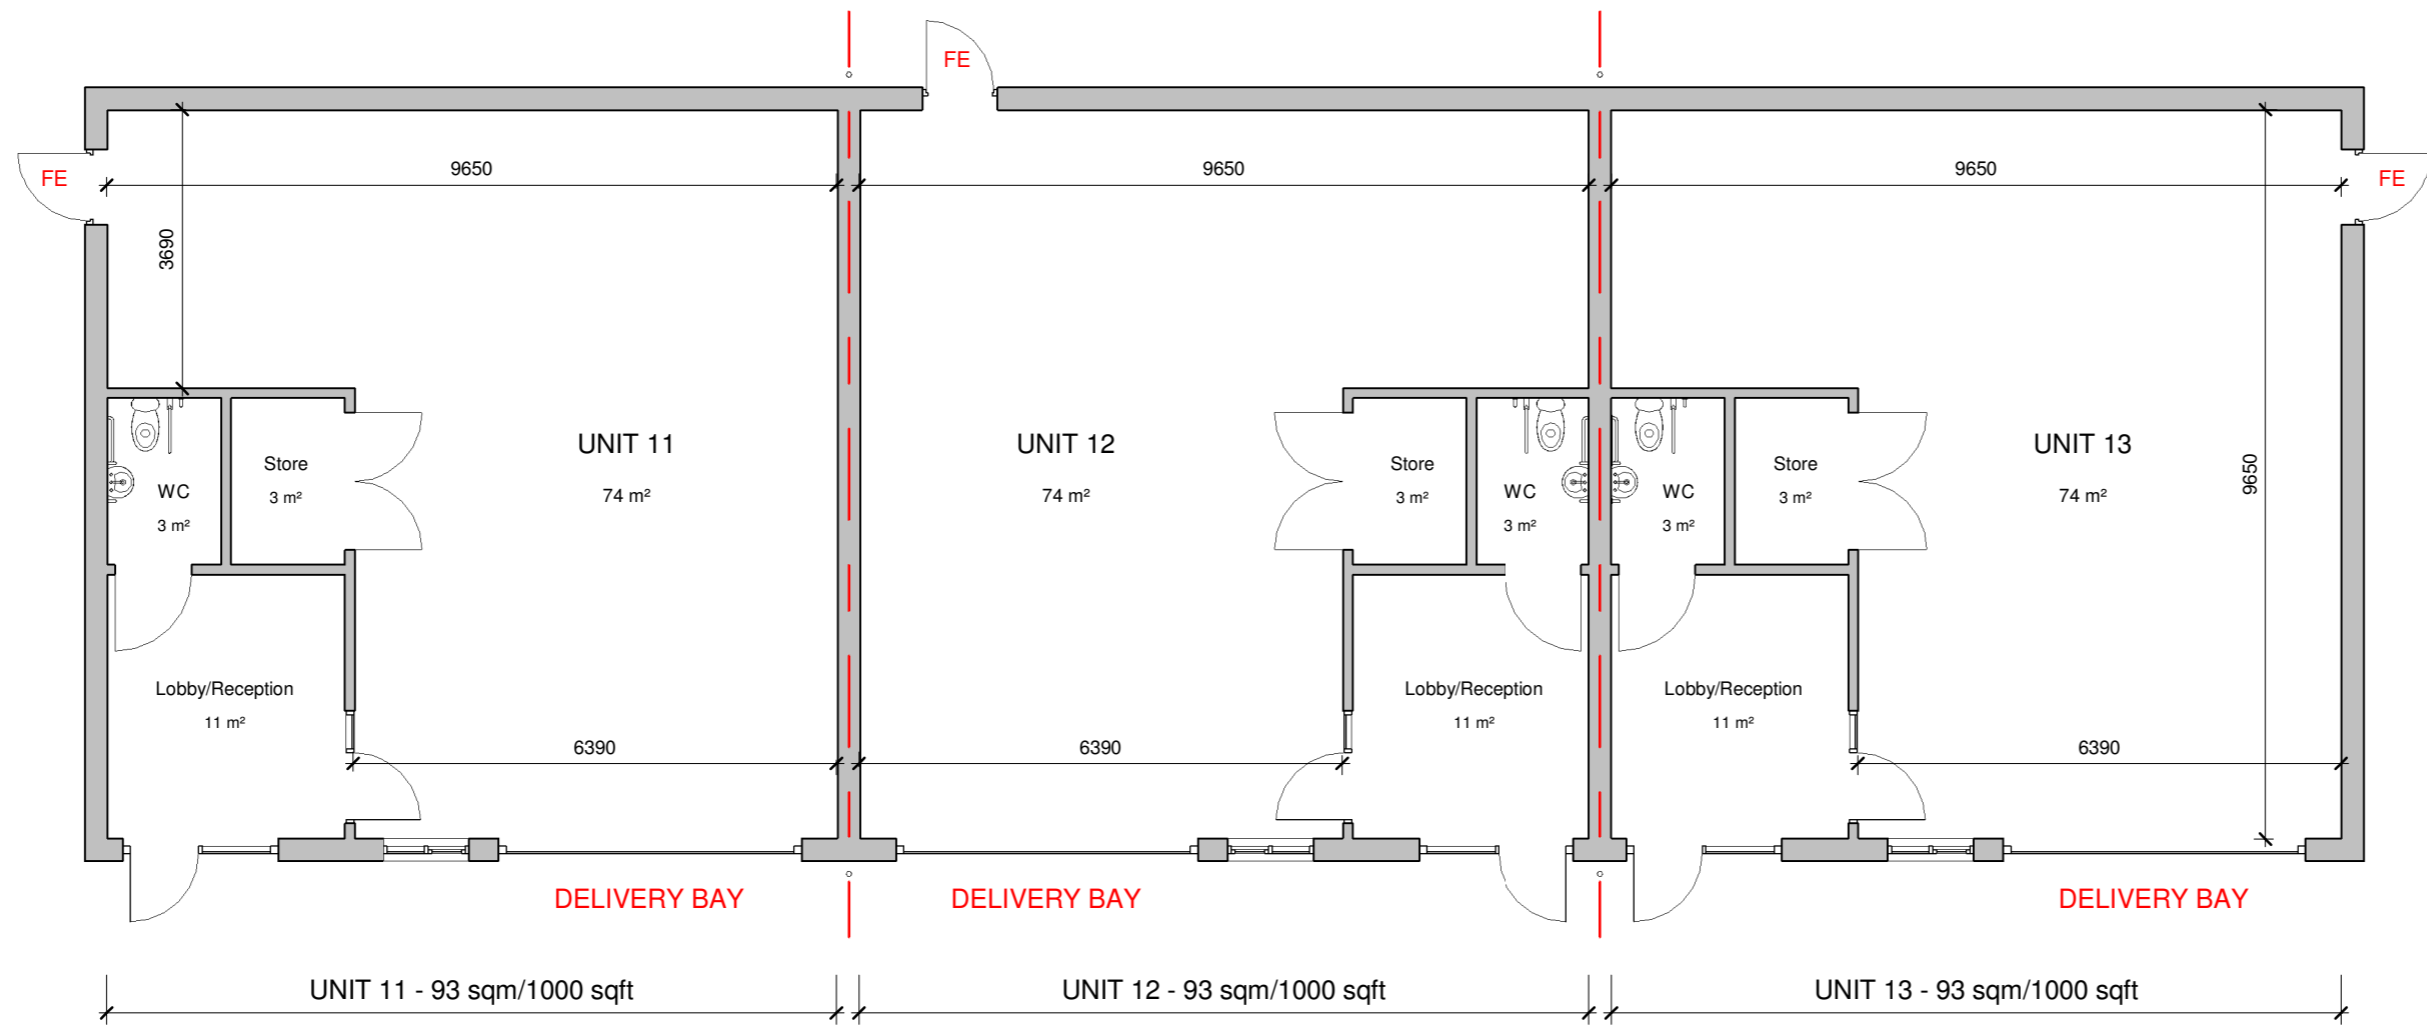 FE
FE
9650
9650
9650
FE
3690
UNIT 11
74 m²
UNIT 12
74 m²
UNIT 13
74 m²
9650
Store
3 m²
WC
3 m²
Store
3 m²
WC
3 m²
WC
3 m²
Store
3 m²
Lobby/Reception
11 m²
Lobby/Reception
11 m²
Lobby/Reception
11 m²
6390
6390
6390
DELIVERY BAY
DELIVERY BAY
DELIVERY BAY
UNIT 11 - 93 sqm/1000 sqft
UNIT 12 - 93 sqm/1000 sqft
UNIT 13 - 93 sqm/1000 sqft